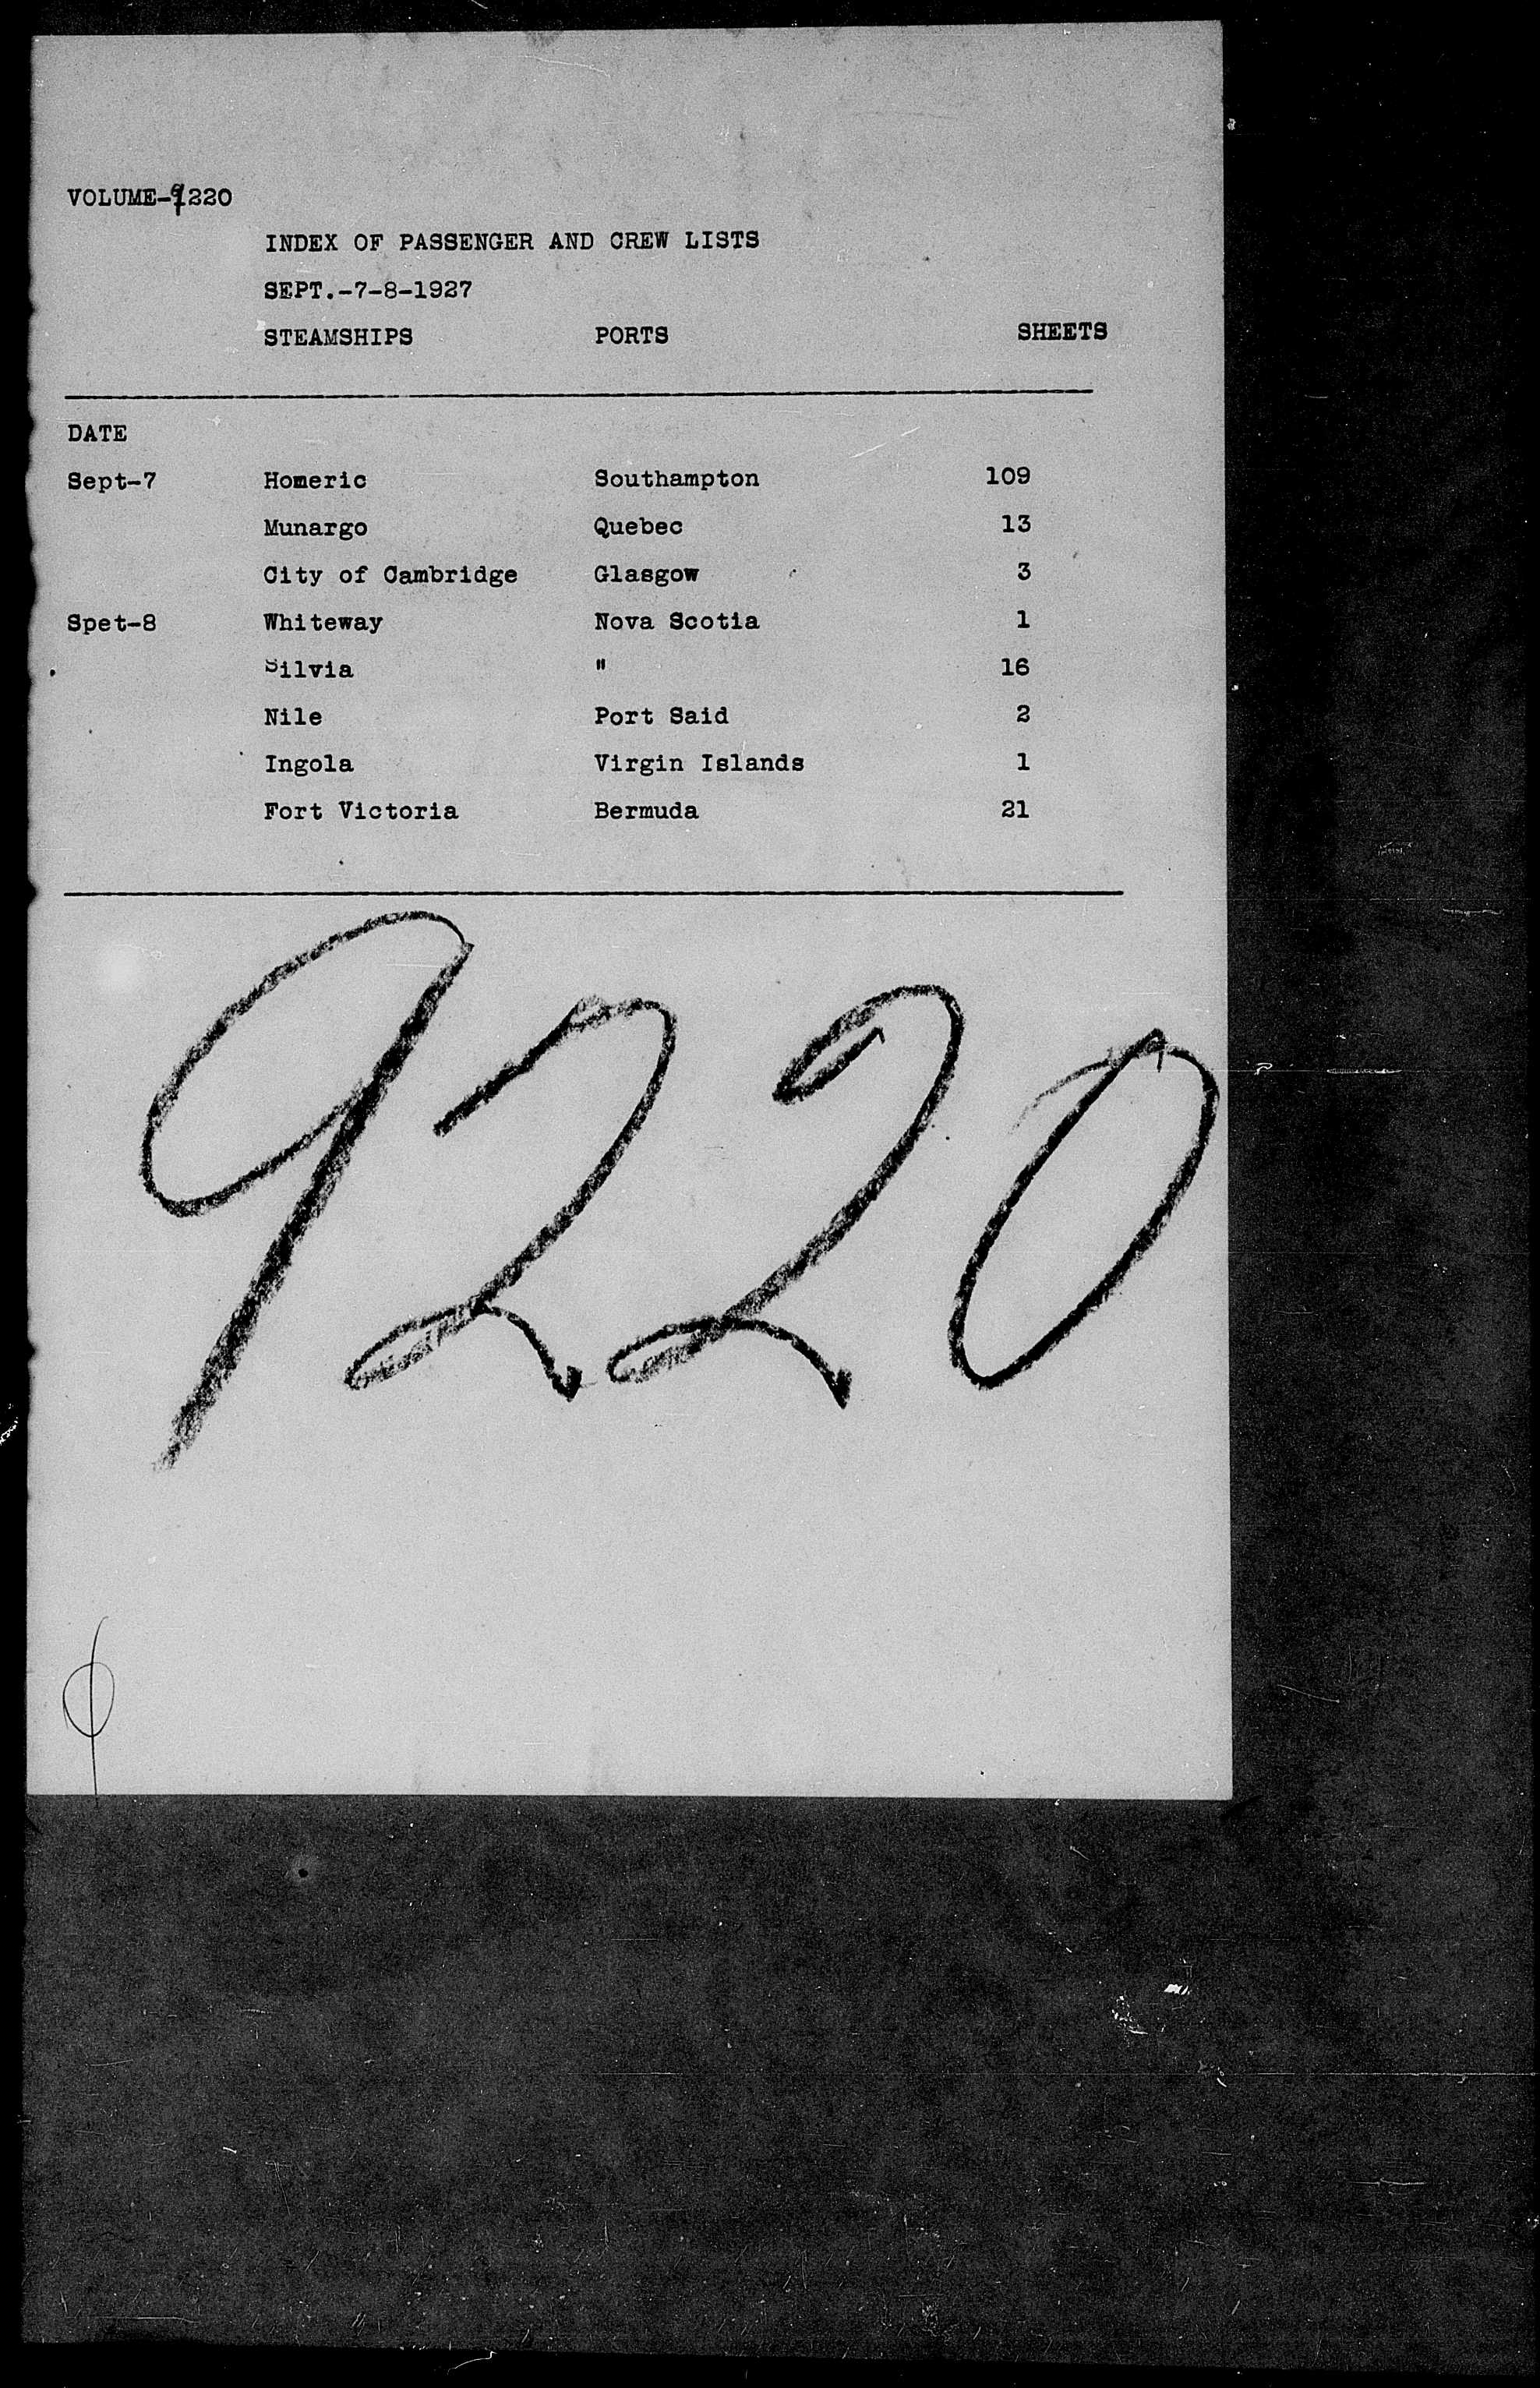 VOLUME-9220
INDEX OF PASSENGER AND CREW LISTS
SEPT.-7-8-1927
STEAMSHIPS PORTS SHEETS
DATE
Sept-7 Homeric Southampton 109
Munargo Quebec 13
City of Cambridge Glasgow 3
Spet-8 Whiteway Nova Scotia 1
Silvia " 16
Nile Port Said 2
Ingola Virgin Islands 1
Fort Victoria Bermuda 21
9220